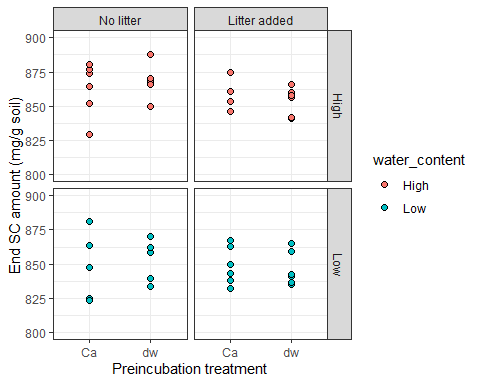 No litter
Litter added
900
875
850
825
800
High
900
875
850
825
800
Low
End SC amount (mg/g soil)
Ca
dw
Ca
dw
Preincubation treatment
water_content
High
Low